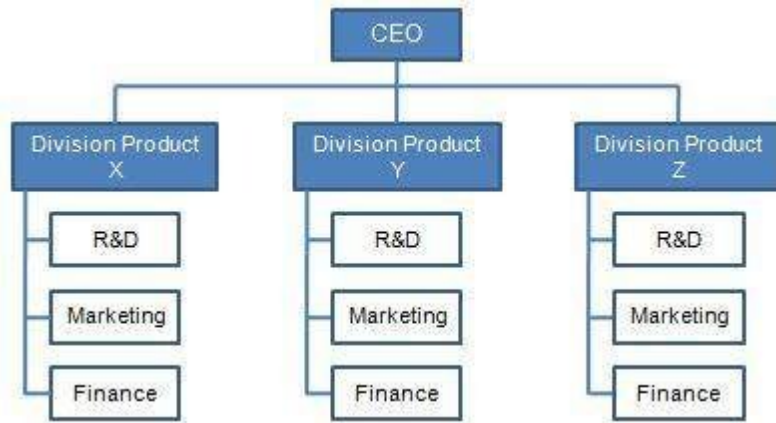 CEO
Division Product
X
Division Product
Y
Division Product
Z
R&D
R&D
R&D
Marketing
Marketing
Marketing
Finance
Finance
Finance